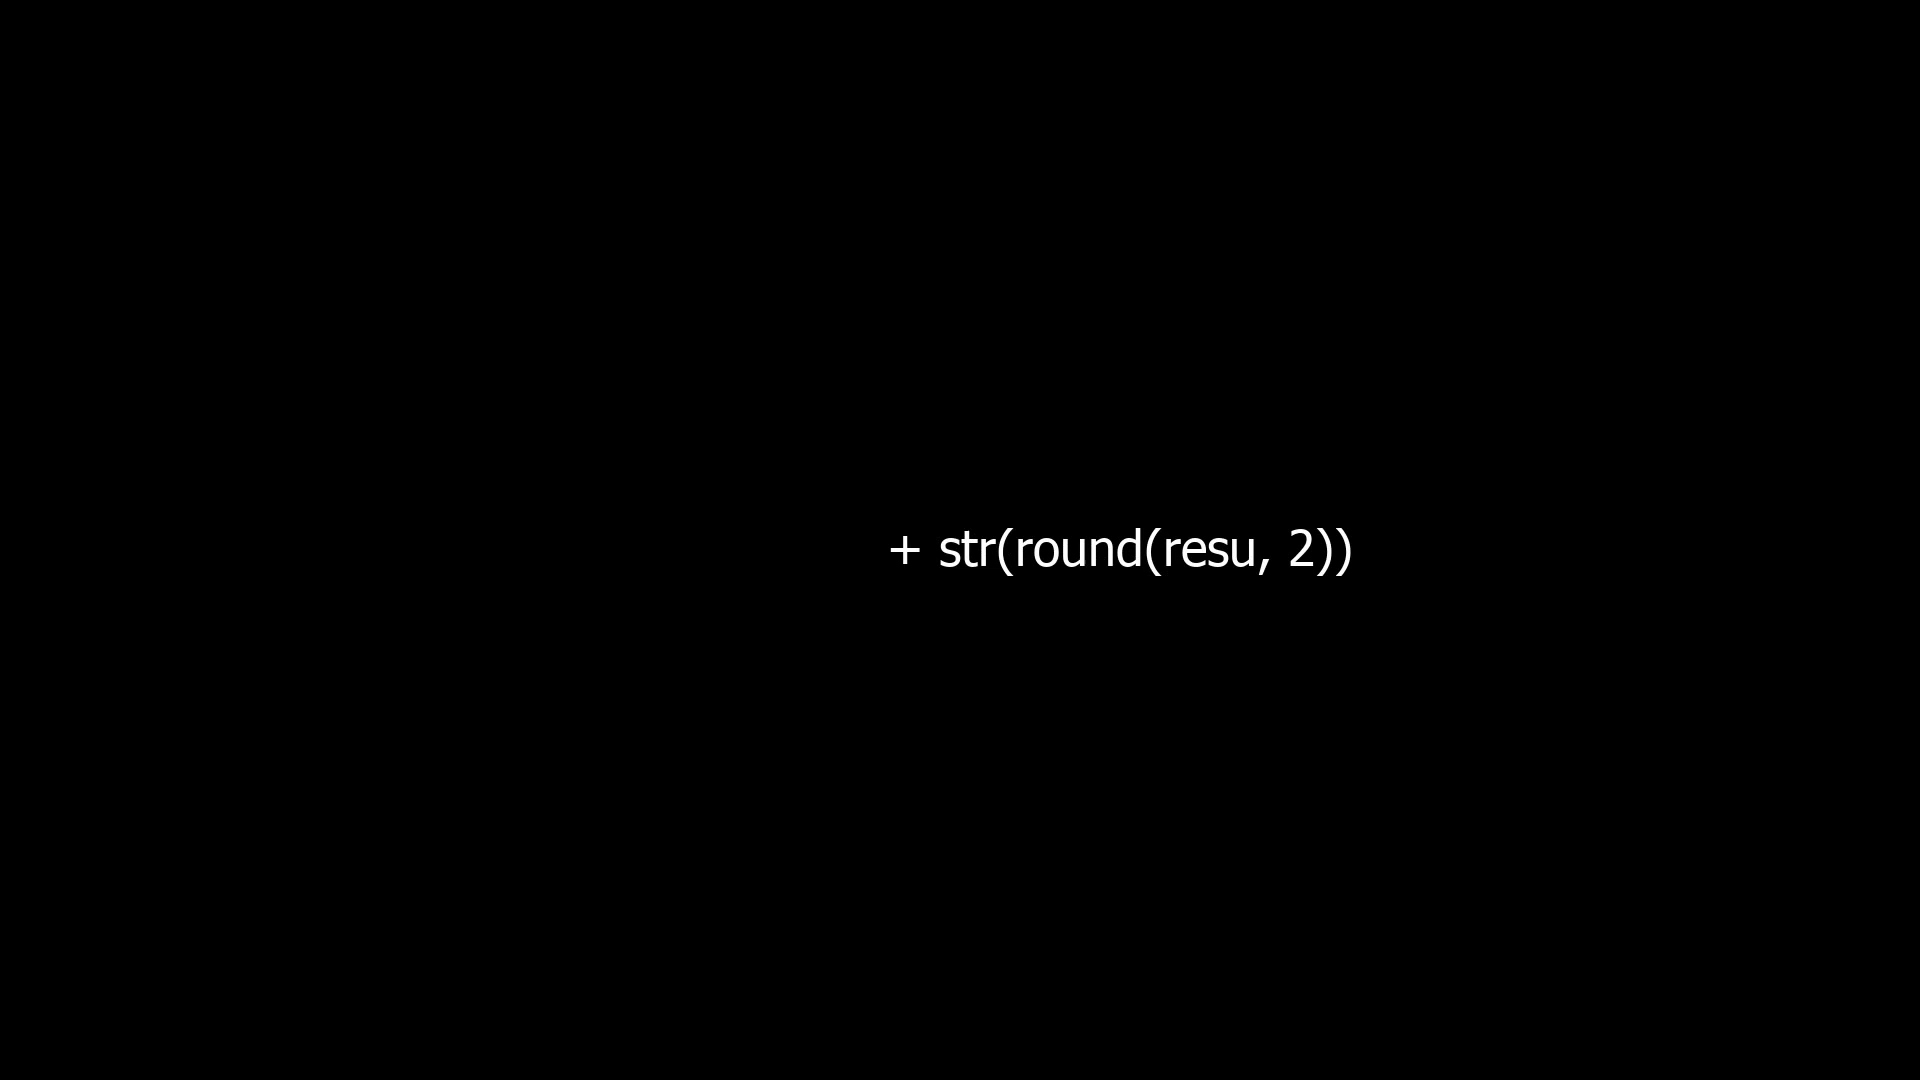 + str(round(resu, 2))